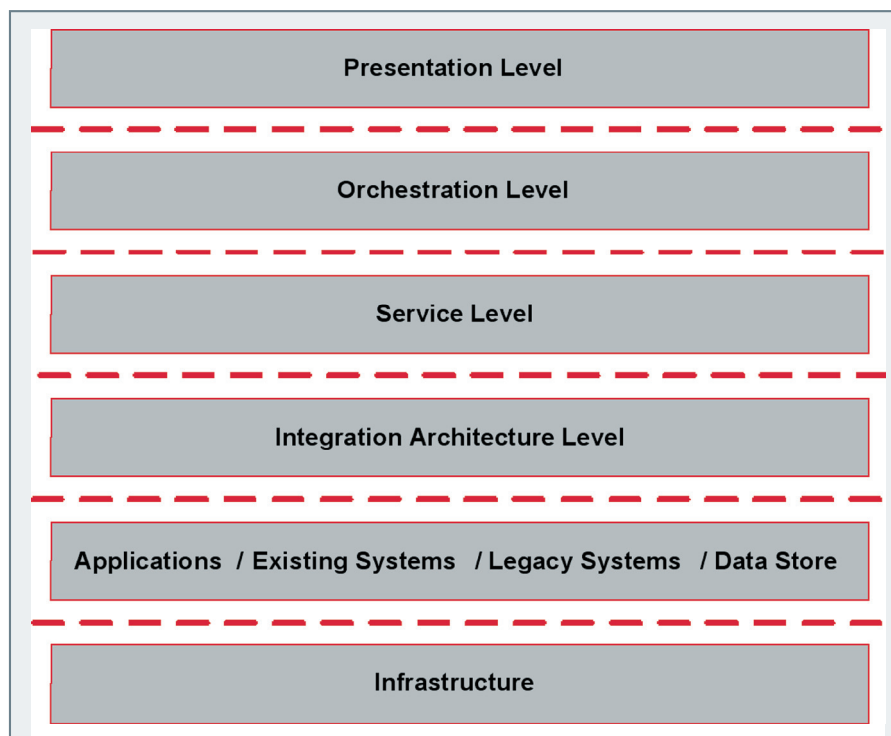 Presentation Level
Orchestration Level
Service Level
Integration Architecture Level
Applications / Existing Systems / Legacy Systems / Data Store
Infrastructure